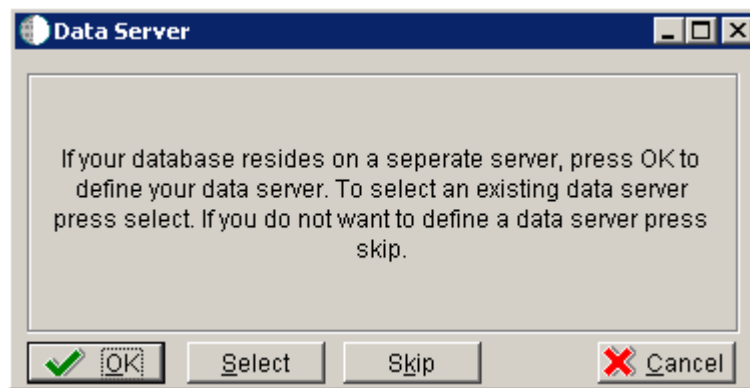 Data Server
If your database resides on a seperate server, press OK to
define your data server. To select an existing data server
press select. If you do not want to define a data server press
skip.
OK Select Skip Cancel